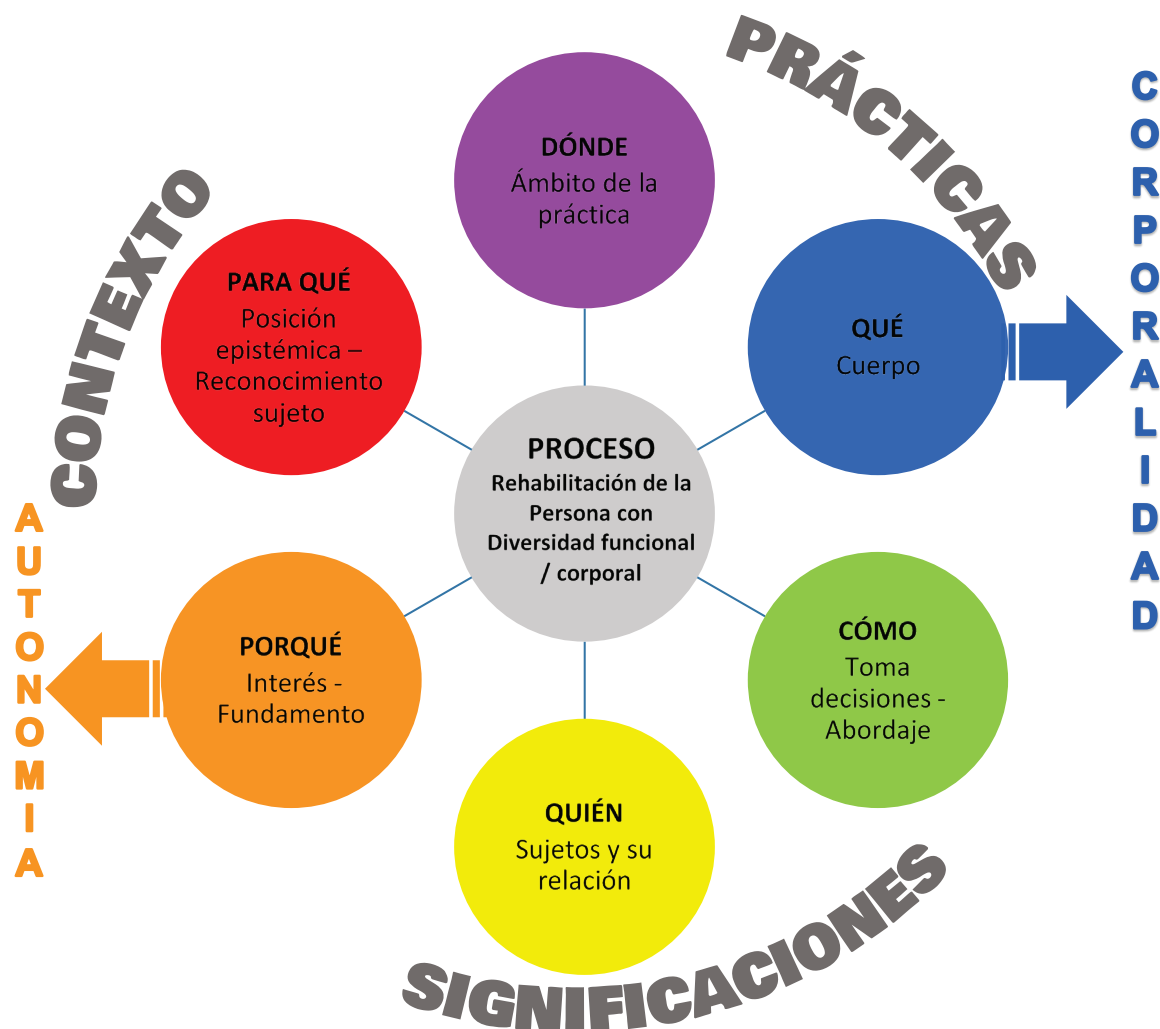 PRÁCTICAS
CORPORALIDAD
CONTEXTO
DÓNDE
Ámbito de la
práctica
PARA QUÉ
Posición
epistémica –
Reconocimiento
sujeto
QUÉ
Cuerpo
PROCESO
Rehabilitación de la
Persona con
Diversidad funcional
/ corporal
AUTONOMIA
PORQUÉ
Interés -
Fundamento
CÓMO
Toma
decisiones -
Abordaje
QUIÉN
Sujetos y su
relación
SIGNIFICACIONES